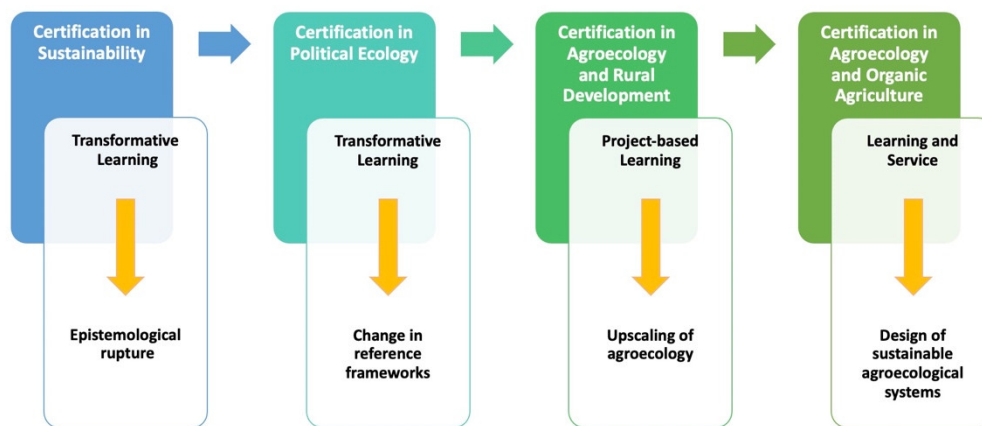 Certification in
Sustainability
Transformative
Learning
Epistemological
rupture
Certification in
Political Ecology
Transformative
Learning
Change in
reference
frameworks
Certification in
Agroecology
and Rural
Development
Project-based
Learning
Upscaling of
agroecology
Certification in
Agroecology
and Organic
Agriculture
Learning and
Service
Design of
sustainable
agroecological
systems